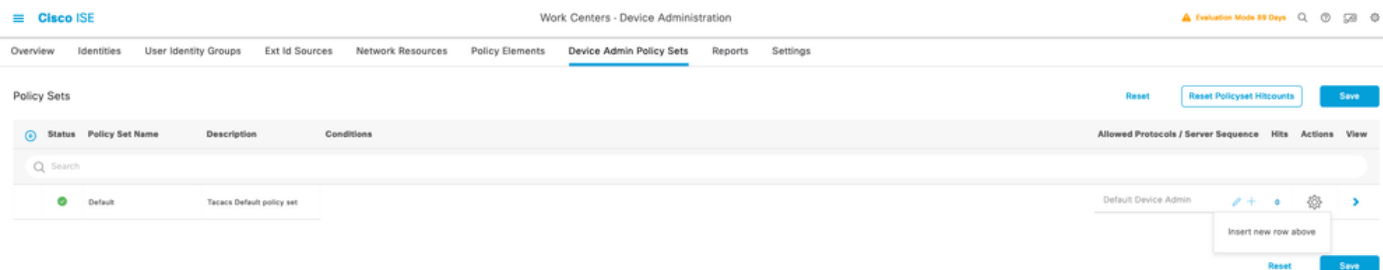 Cisco ISE
Work Centers - Device Administration
Evaluation Mode 89 Days
Overview Identities User Identity Groups Ext Id Sources Network Resources Policy Elements Device Admin Policy Sets Reports Settings
Policy Sets
Reset Reset Policyset Hitcounts Save
Status Policy Set Name Description Conditions Allowed Protocols / Server Sequence Hits Actions View
Search
Default Tacacs Default policy set Default Device Admin 0
Insert new row above
Reset Save